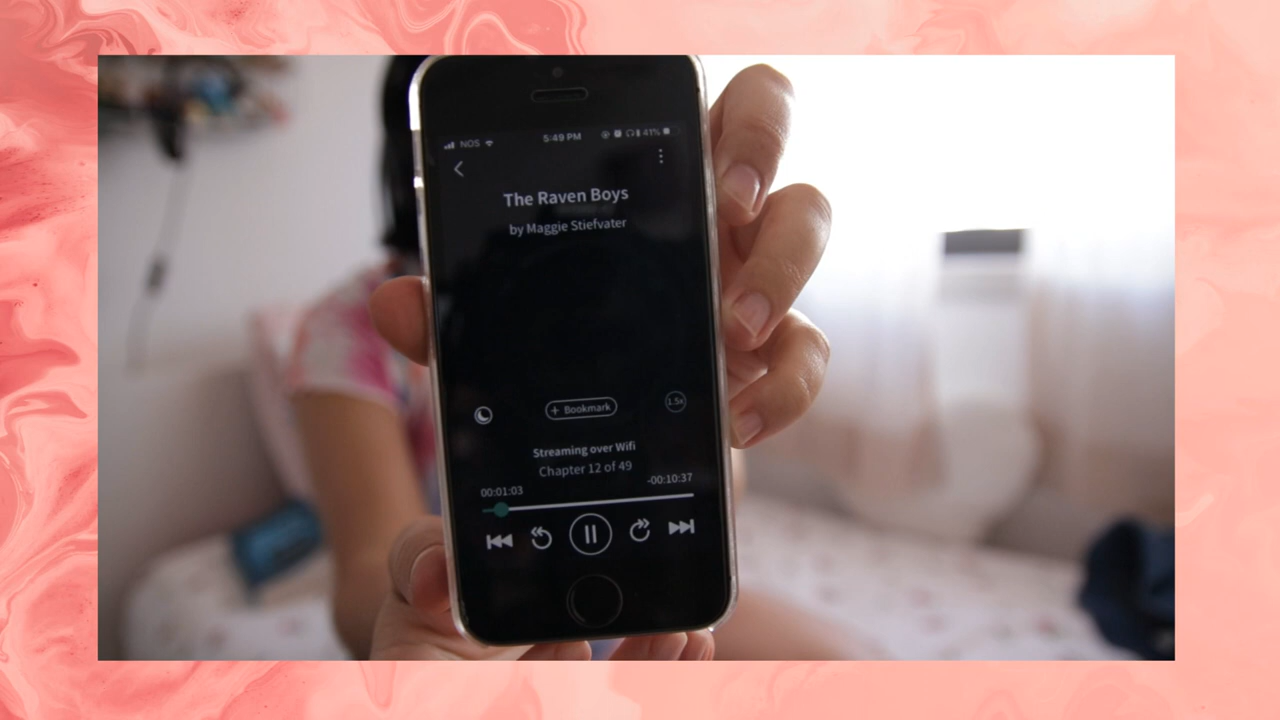 NOS 5:49 PM 41%
The Raven Boys
by Maggie Stiefvater
+ Bookmark 1.5x
Streaming over Wifi
Chapter 12 of 49
00:01:03 -00:10:37